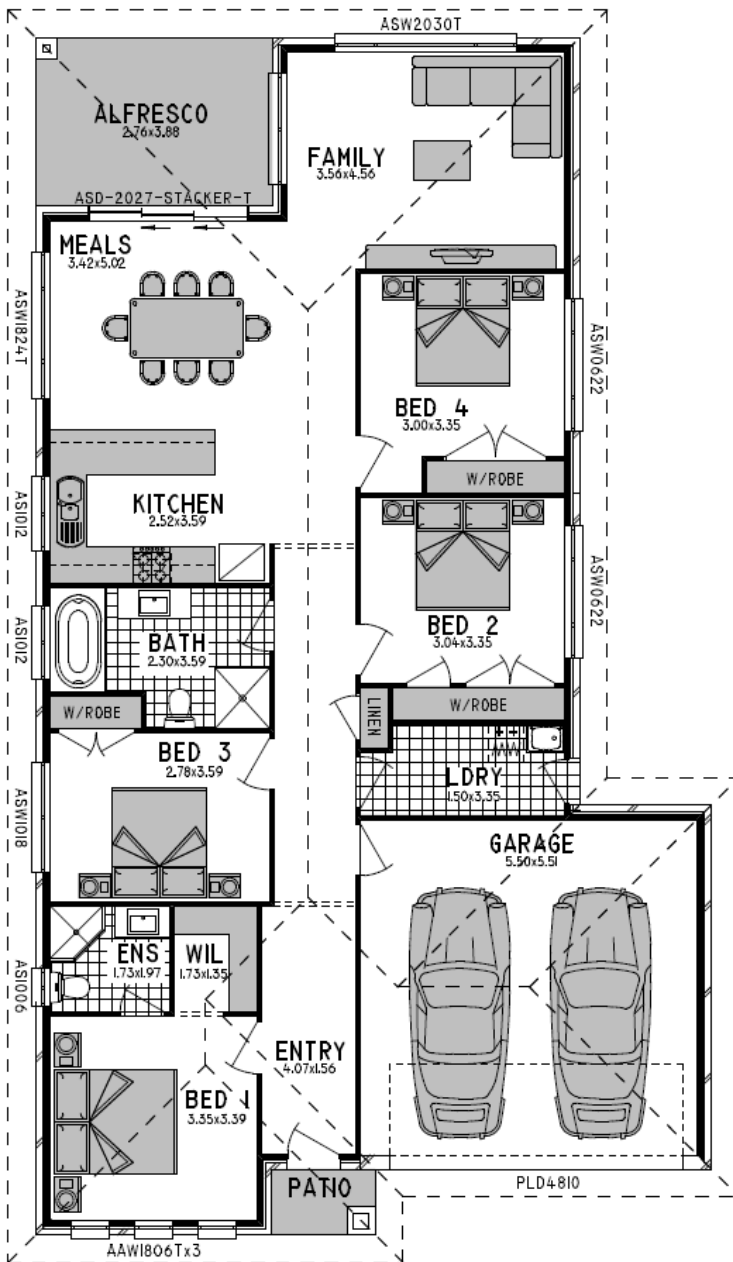 ASW2030T
ALFRESCO
2.76x3.88
FAMILY
3.56x4.56
ASD-2027-STACKER-T
MEALS
3.42x5.02
ASW1824T
ASW0622
BED 4
3.00x3.35
W/ROBE
KITCHEN
2.52x3.59
AS1012
ASW0622
BED 2
3.04x3.35
BATH
2.30x3.59
AS1012
W/ROBE
LINEN
W/ROBE
BED 3
2.78x3.59
LDRY
1.50x3.35
ASW1018
GARAGE
5.50x5.51
ENS
1.73x1.97
WIL
1.73x1.35
AS1006
ENTRY
4.07x1.56
BED 1
3.35x3.39
PATIO
PLD4810
AAW1806Tx3